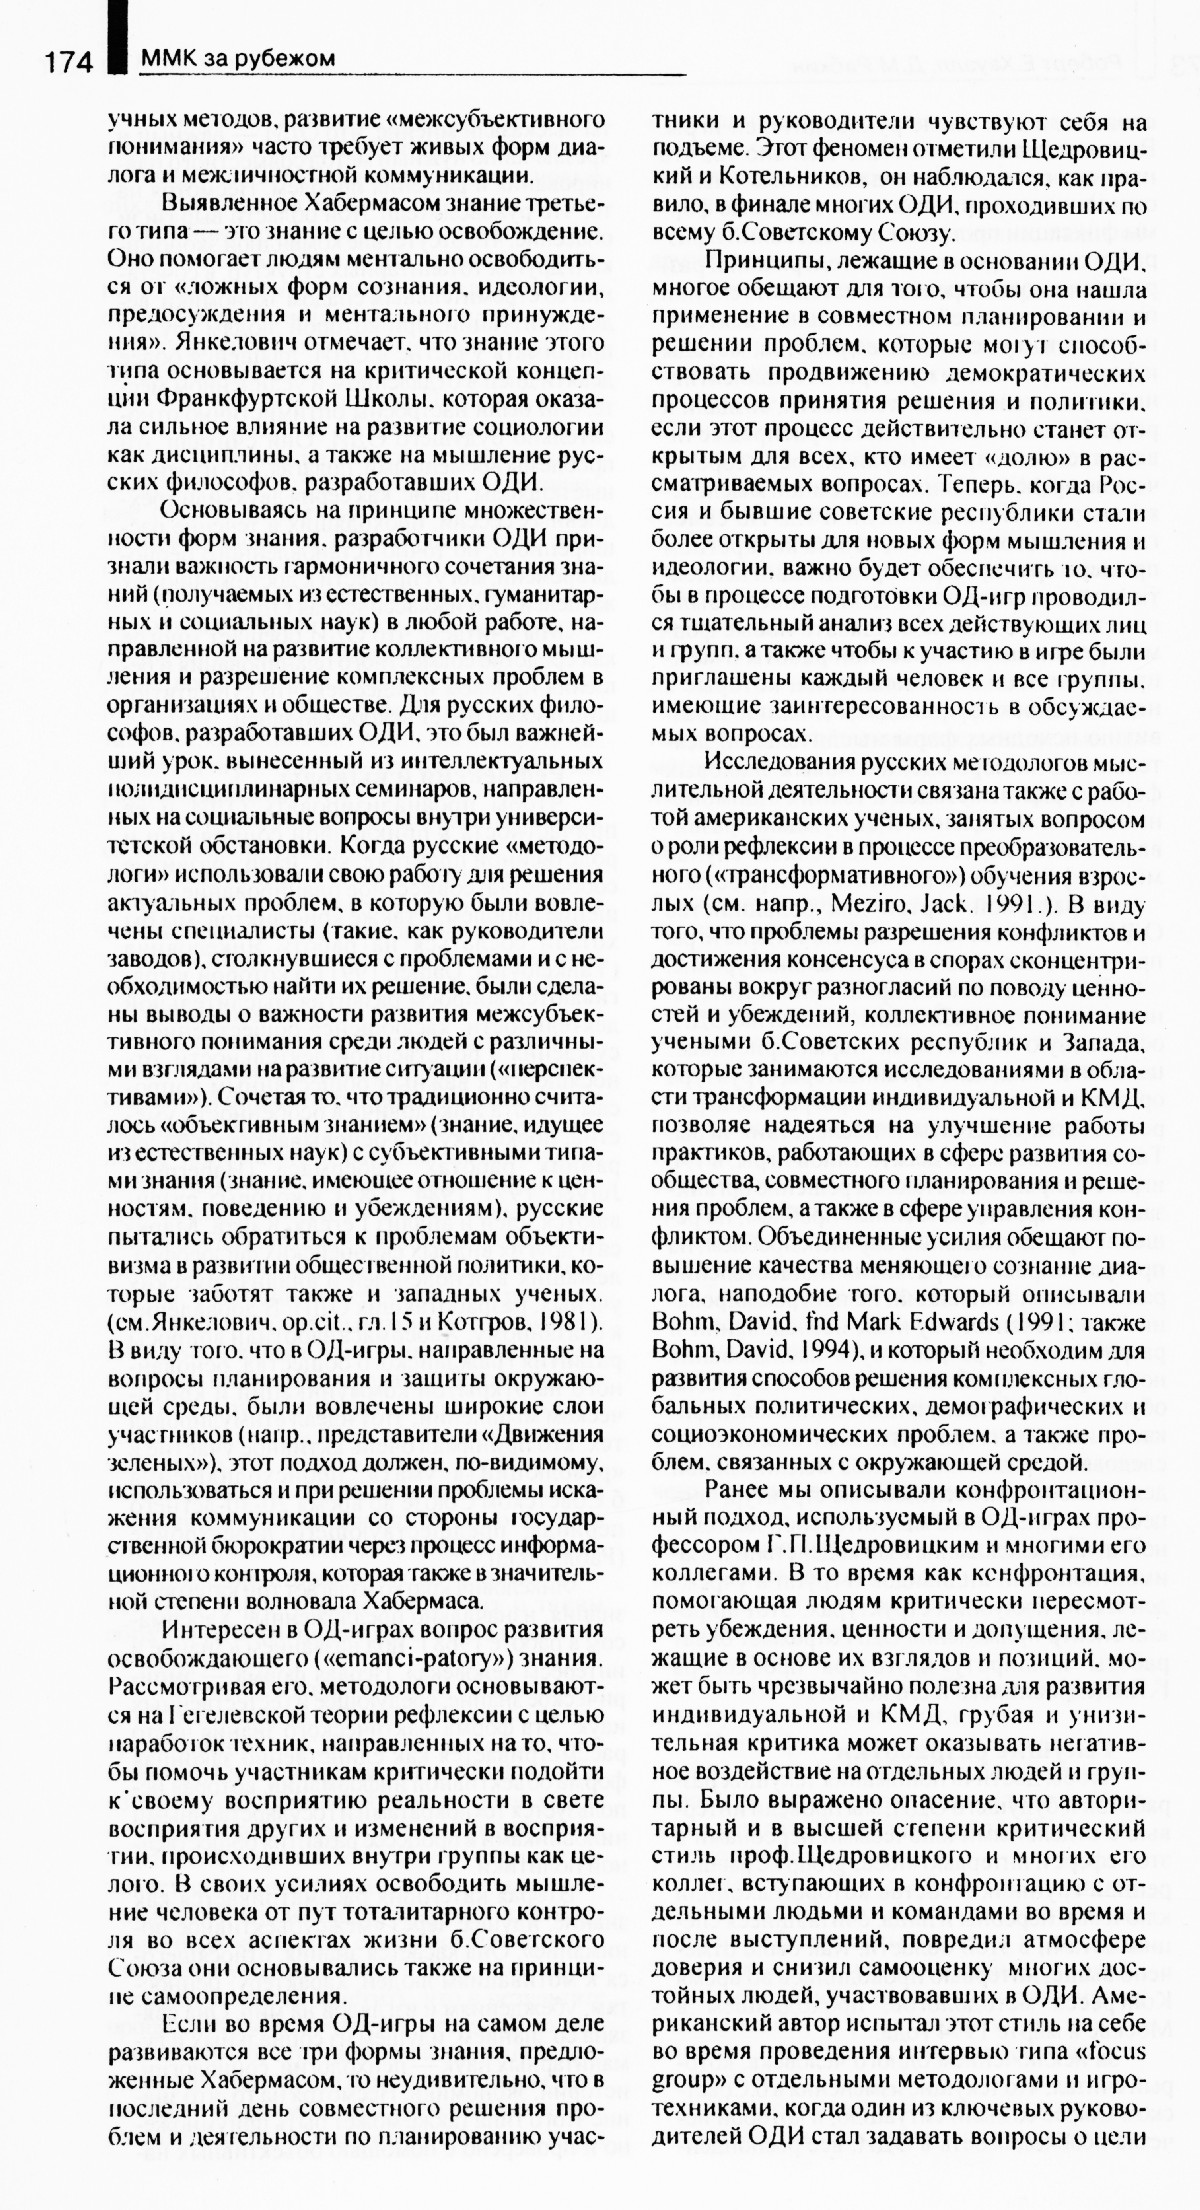 174 ММК за рубежом
учных методов, развитие «межсубъективного
понимания» часто требует живых форм диа-
лога и межличностной коммуникации.
Выявленное Хабермасом знание третье-
го типа — это знание с целью освобождение.
Оно помогает людям ментально освободить-
ся от «ложных форм сознания, идеологии,
предосуждения и ментального принужде-
ния». Янкелович отмечает, что знание этого
типа основывается на критической концеп-
ции Франкфуртской Школы, которая оказа-
ла сильное влияние на развитие социологии
как дисциплины, а также на мышление рус-
ских философов, разработавших ОДИ.
Основываясь на принципе множествен-
ности форм знания, разработчики ОДИ при-
знали важность гармоничного сочетания зна-
ний (получаемых из естественных, гуманитар-
ных и социальных наук) в любой работе, на-
правленной на развитие коллективного мыш-
ления и разрешение комплексных проблем в
организациях и обществе. Для русских фило-
софов, разработавших ОДИ, это был важней-
ший урок, вынесенный из интеллектуальных
полидисциплинарных семинаров, направлен-
ных на социальные вопросы внутри универси-
тетской обстановки. Когда русские «методо-
логи» использовали свою работу для решения
актуальных проблем, в которую были вовле-
чены специалисты (такие, как руководители
заводов), столкнувшиеся с проблемами и с не-
обходимостью найти их решение, были сдела-
ны выводы о важности развития межсубъек-
тивного понимания среди людей с различны-
ми взглядами на развитие ситуации («перспек-
тивами»). Сочетая то, что традиционно счита-
лось «объективным знанием» (знание, идущее
из естественных наук) с субъективными типа-
ми знания (знание, имеющее отношение к цен-
ностям, поведению и убеждениям), русские
пытались обратиться к проблемам объекти-
визма в развитии общественной политики, ко-
торые заботят также и западных ученых.
(см.Янкелович, op.cit., гл.15 и Котгров, 1981).
В виду того, что в ОД-игры, направленные на
вопросы планирования и защиты окружаю-
щей среды, были вовлечены широкие слои
участников (напр., представители «Движения
зеленых»), этот подход должен, по-видимому,
использоваться и при решении проблемы иска-
жения коммуникации со стороны государ-
ственной бюрократии через процесс информа-
ционного контроля, которая также в значитель-
ной степени волновала Хабермаса.
Интересен в ОД-играх вопрос развития
освобождающего («emanci-patory») знания.
Рассмотривая его, методологи основывают-
ся на Гегелевской теории рефлексии с целью
наработок техник, направленных на то, что-
бы помочь участникам критически подойти
к своему восприятию реальности в свете
восприятия других и изменений в восприя-
тии, происходивших внутри группы как це-
лого. В своих усилиях освободить мышле-
ние человека от пут тоталитарного контро-
ля во всех аспектах жизни б.Советского
Союза они основывались также на принци-
пе самоопределения.
Если во время ОД-игры на самом деле
развиваются все три формы знания, предло-
женные Хабермасом, то неудивительно, что в
последний день совместного решения про-
блем и деятельности по планированию учас-
тники и руководители чувствуют себя на
подъеме. Этот феномен отметили Щедровиц-
кий и Котельников, он наблюдался, как пра-
вило, в финале многих ОДИ, проходивших по
всему б.Советскому Союзу.
Принципы, лежащие в основании ОДИ,
многое обещают для того, чтобы она нашла
применение в совместном планировании и
решении проблем, которые могут способ-
ствовать продвижению демократических
процессов принятия решения и политики,
если этот процесс действительно станет от-
крытым для всех, кто имеет «долю» в рас-
сматриваемых вопросах. Теперь, когда Рос-
сия и бывшие советские республики стали
более открыты для новых форм мышления и
идеологии, важно будет обеспечить то, что-
бы в процессе подготовки ОД-игр проводил-
ся тщательный анализ всех действующих лиц
и групп, а также чтобы к участию в игре были
приглашены каждый человек и все группы,
имеющие заинтересованность в обсуждае-
мых вопросах.
Исследования русских методологов мыс-
лительной деятельности связана также с рабо-
той американских ученых, занятых вопросом
о роли рефлексии в процессе преобразователь-
ного («трансформативного») обучения взрос-
лых (см. напр., Meziro, Jack. 1991.). В виду
того, что проблемы разрешения конфликтов и
достижения консенсуса в спорах сконцентри-
рованы вокруг разногласий по поводу ценно-
стей и убеждений, коллективное понимание
учеными б.Советских республик и Запада,
которые занимаются исследованиями в обла-
сти трансформации индивидуальной и КМД,
позволяе надеяться на улучшение работы
практиков, работающих в сфере развития со-
общества, совместного планирования и реше-
ния проблем, а также в сфере управления кон-
фликтом. Объединенные усилия обещают по-
вышение качества меняющего сознание диа-
лога, наподобие того, который описывали
Bohm, David, fnd Mark Edwards (1991; также
Bohm, David, 1994), и который необходим для
развития способов решения комплексных гло-
бальных политических, демографических и
социоэкономических проблем, а также про-
блем, связанных с окружающей средой.
Ранее мы описывали конфронтацион-
ный подход, используемый в ОД-играх про-
фессором Г.П.Щедровицким и многими его
коллегами. В то время как конфронтация,
помогающая людям критически пересмот-
реть убеждения, ценности и допущения, ле-
жащие в основе их взглядов и позиций, мо-
жет быть чрезвычайно полезна для развития
индивидуальной и КМД, грубая и унизи-
тельная критика может оказывать негатив-
ное воздействие на отдельных людей и груп-
пы. Было выражено опасение, что автори-
тарный и в высшей степени критический
стиль проф.Щедровицкого и многих его
коллег, вступающих в конфронтацию с от-
дельными людьми и командами во время и
после выступлений, повредил атмосфере
доверия и снизил самооценку многих дос-
тойных людей, участвовавших в ОДИ. Аме-
риканский автор испытал этот стиль на себе
во время проведения интервью типа «focus
group» с отдельными методологами и игро-
техниками, когда один из ключевых руково-
дителей ОДИ стал задавать вопросы о цели